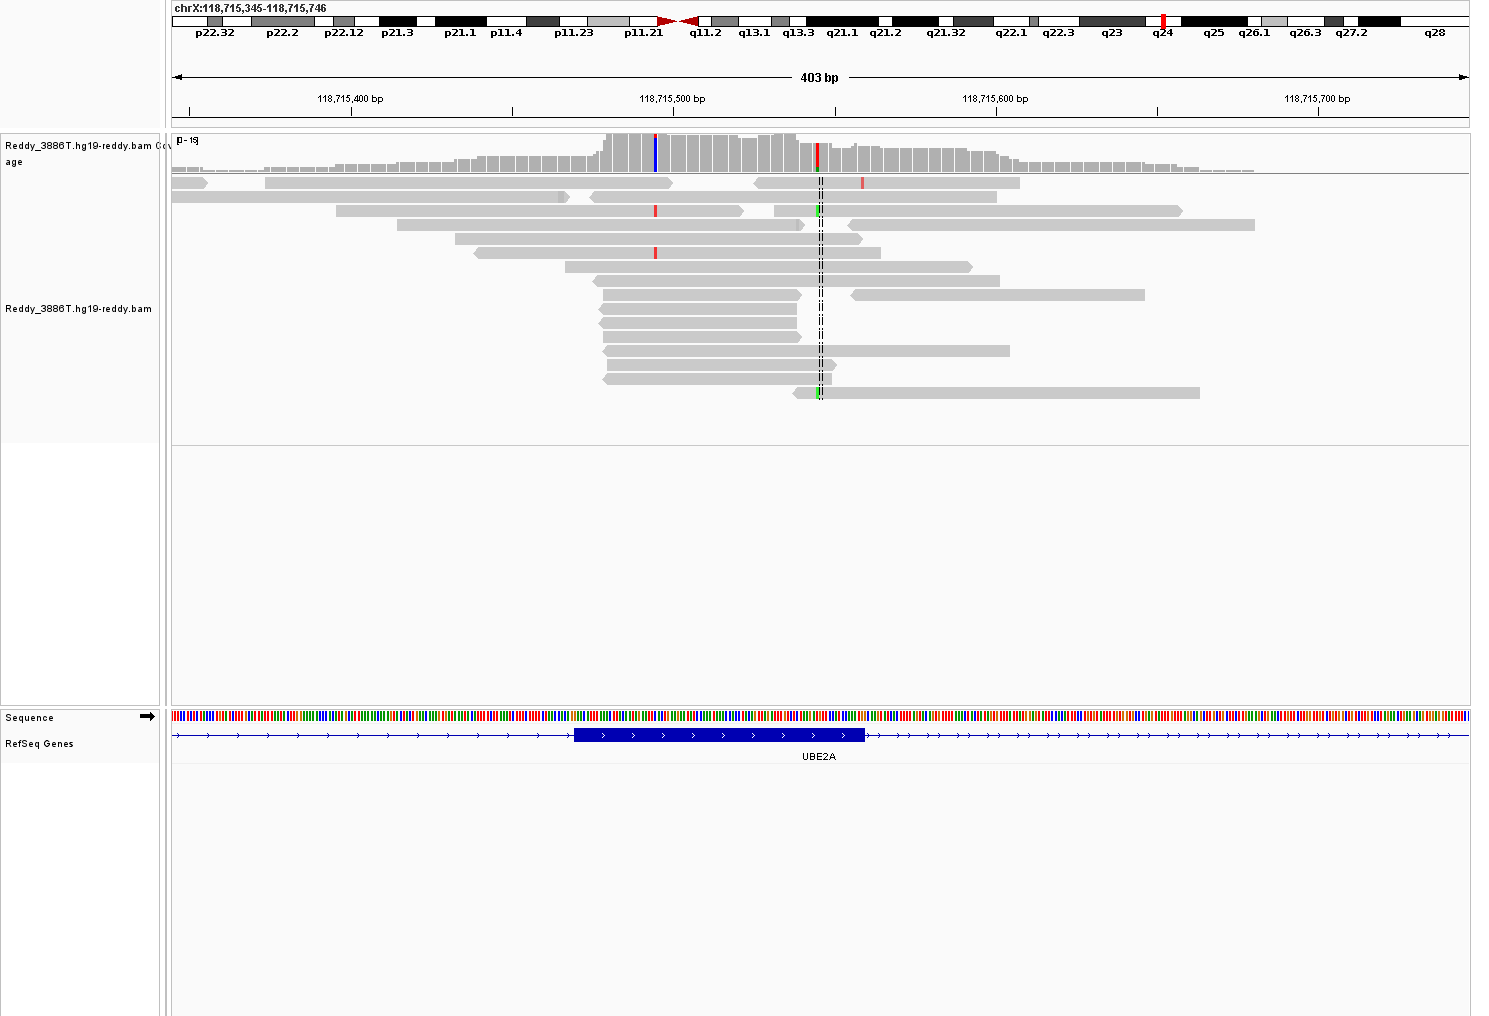 chrX:118,715,345-118,715,746
p22.32 p22.2 p22.12 p21.3 p21.1 p11.4 p11.23 p11.21 q11.2 q13.1 q13.3 q21.1 q21.2 q21.32 q22.1 q22.3 q23 q24 q25 q26.1 q26.3 q27.2 q28
403 bp
118,715,400 bp 118,715,500 bp 118,715,600 bp 118,715,700 bp
[0 - 19]
Reddy_3886T.hg19-reddy.bam Cov
age
Reddy_3886T.hg19-reddy.bam
Sequence
RefSeq Genes
UBE2A